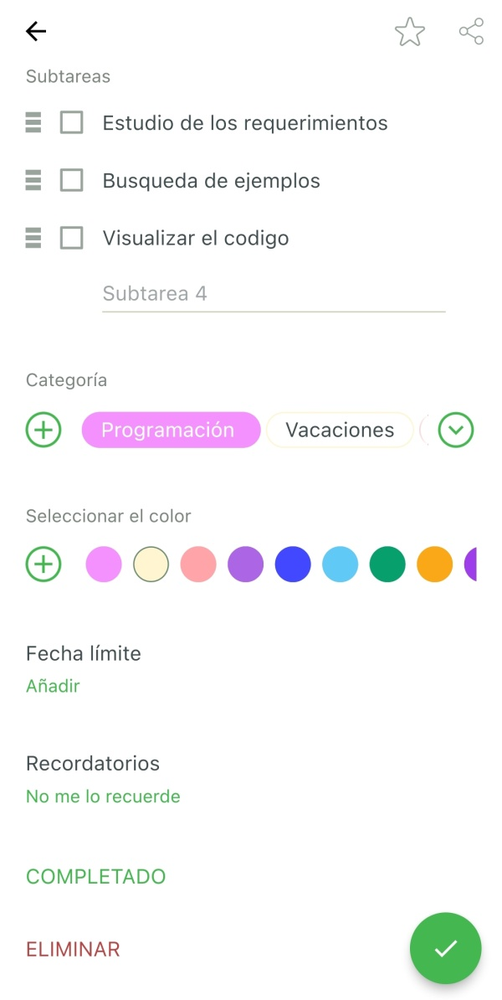 Subtareas
Estudio de los requerimientos
Busqueda de ejemplos
Visualizar el codigo
Subtarea 4
Categoría
Programación Vacaciones
Seleccionar el color
Fecha límite
Añadir
Recordatorios
No me lo recuerde
COMPLETADO
ELIMINAR